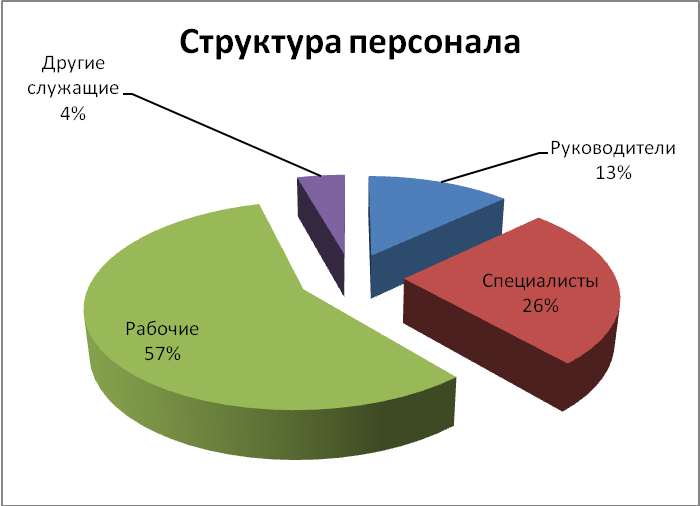 Структура персонала
Другие
служащие
4%
Руководители
13%
Специалисты
26%
Рабочие
57%